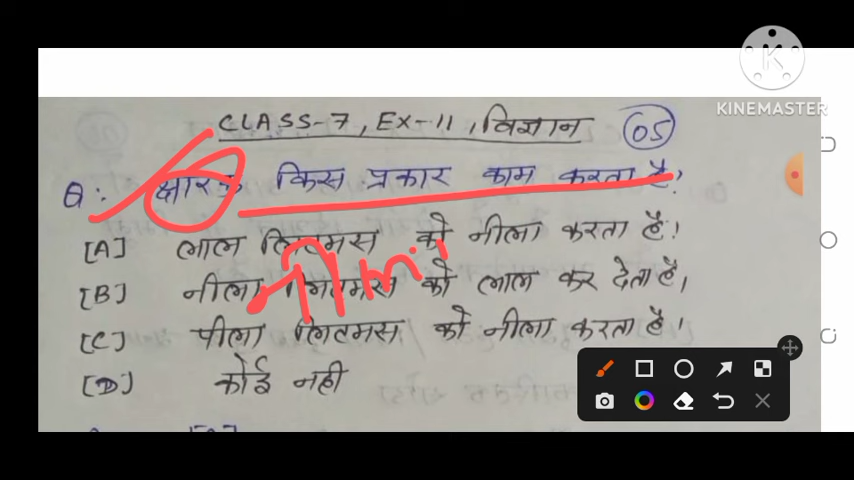 KINEMASTER
CLASS-7, EX-11, विज्ञान 05
Q: क्षारक किस प्रकार काम करता है?
[A] लाल लिटमस को नीला करता है।
[B] नीला लिटमस को लाल कर देता है,
[C] पीला लिटमस को नीला करता है।
[D] कोई नही